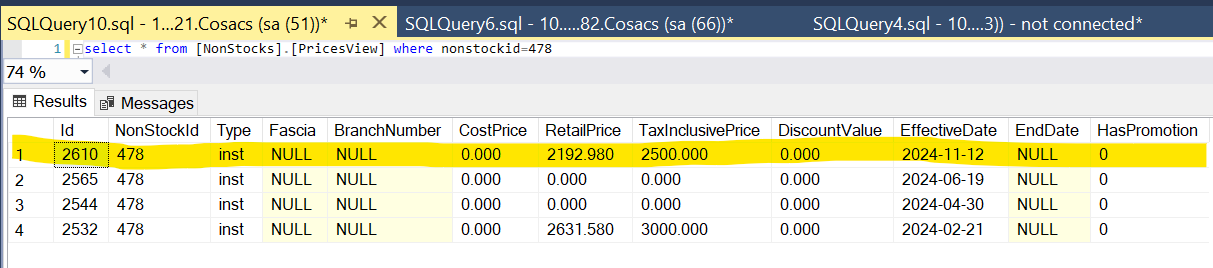 SQLQuery10.sql - 1...21.Cosacs (sa (51))* SQLQuery6.sql - 10.....82.Cosacs (sa (66))* SQLQuery4.sql - 10....3)) - not connected*
1 select * from [NonStocks].[PricesView] where nonstockid=478
74 %
Results Messages
Id NonStockId Type Fascia BranchNumber CostPrice RetailPrice TaxInclusivePrice DiscountValue EffectiveDate EndDate HasPromotion
1 2610 478 inst NULL NULL 0.000 2192.980 2500.000 0.000 2024-11-12 NULL 0
2 2565 478 inst NULL NULL 0.000 0.000 0.000 0.000 2024-06-19 NULL 0
3 2544 478 inst NULL NULL 0.000 0.000 0.000 0.000 2024-04-30 NULL 0
4 2532 478 inst NULL NULL 0.000 2631.580 3000.000 0.000 2024-02-21 NULL 0